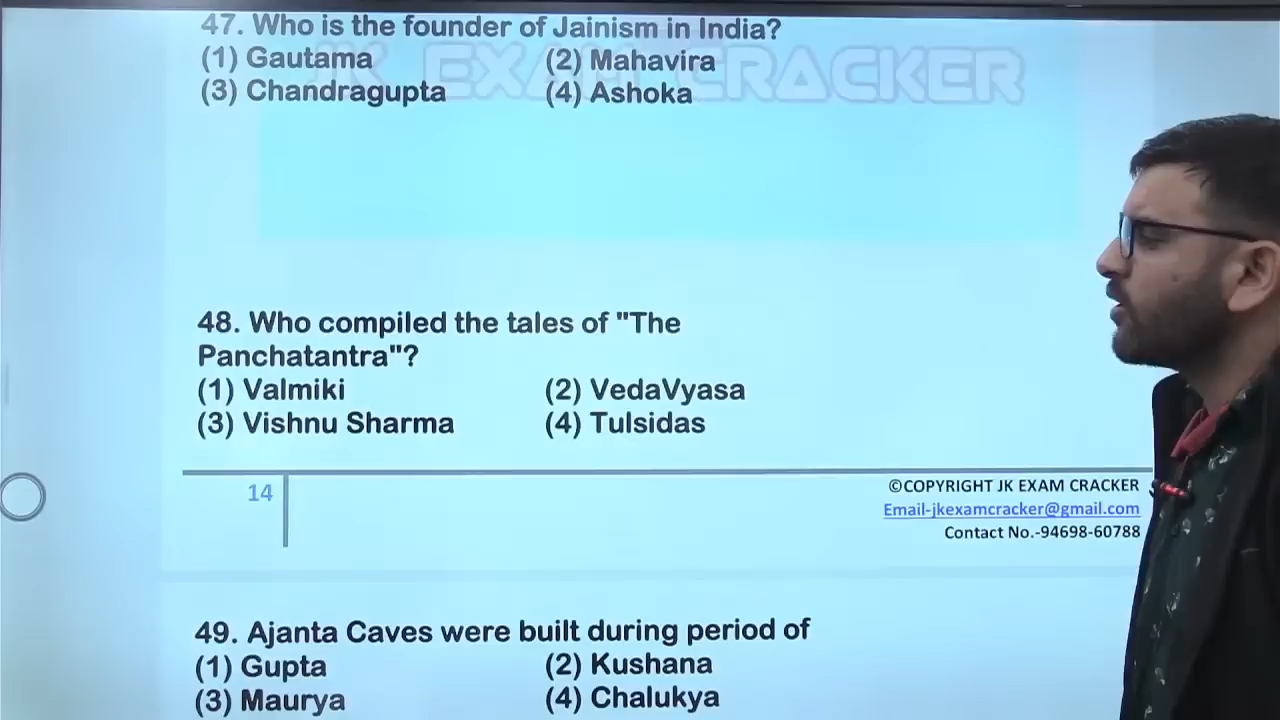 47. Who is the founder of Jainism in India?
(1) Gautama (2) Mahavira
(3) Chandragupta (4) Ashoka
JK EXAM CRACKER
48. Who compiled the tales of "The
Panchatantra"?
(1) Valmiki (2) VedaVyasa
(3) Vishnu Sharma (4) Tulsidas
14
©COPYRIGHT JK EXAM CRACKER
Email-jkexamcracker@gmail.com
Contact No.-94698-60788
49. Ajanta Caves were built during period of
(1) Gupta (2) Kushana
(3) Maurya (4) Chalukya